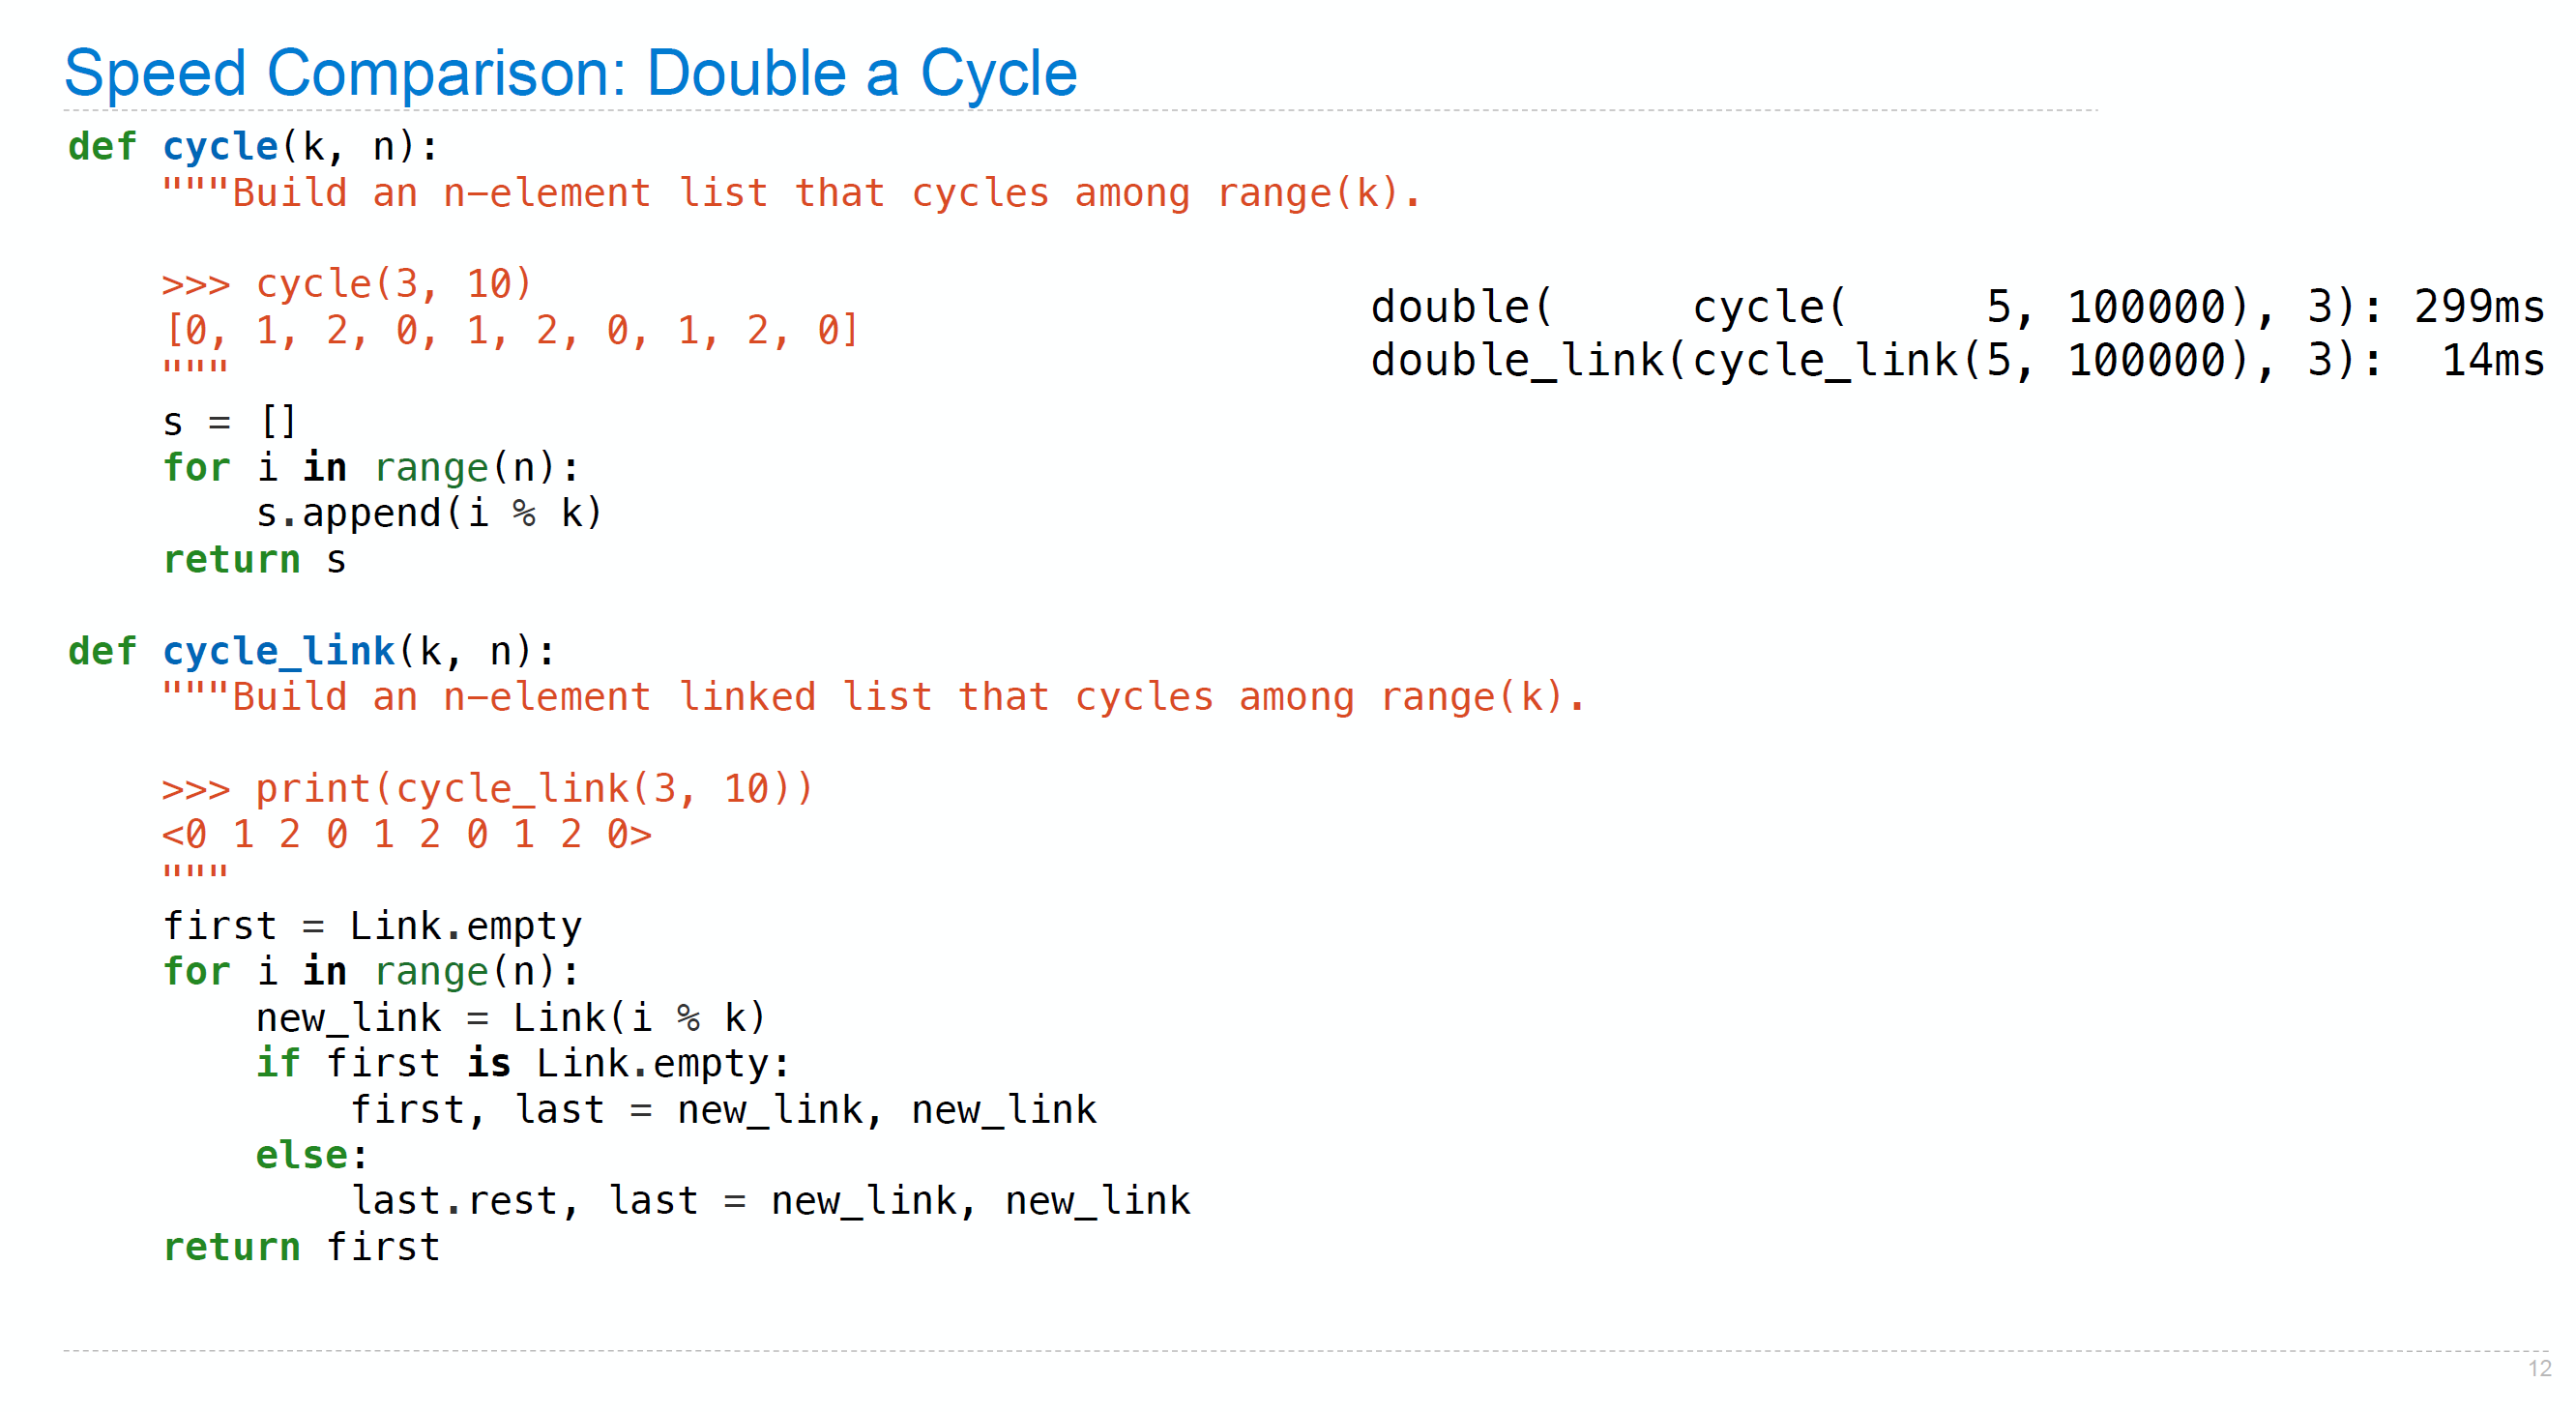 Speed Comparison: Double a Cycle
def cycle(k, n):
    """Build an n-element list that cycles among range(k).
    >>> cycle(3, 10)
    [0, 1, 2, 0, 1, 2, 0, 1, 2, 0]
    """
    s = []
    for i in range(n):
        s.append(i % k)
    return s
def cycle_link(k, n):
    """Build an n-element linked list that cycles among range(k).
    >>> print(cycle_link(3, 10))
    <0 1 2 0 1 2 0 1 2 0>
    """
    first = Link.empty
    for i in range(n):
        new_link = Link(i % k)
        if first is Link.empty:
            first, last = new_link, new_link
        else:
            last.rest, last = new_link, new_link
    return first
double(     cycle(     5, 100000), 3): 299ms
double_link(cycle_link(5, 100000), 3):  14ms
12